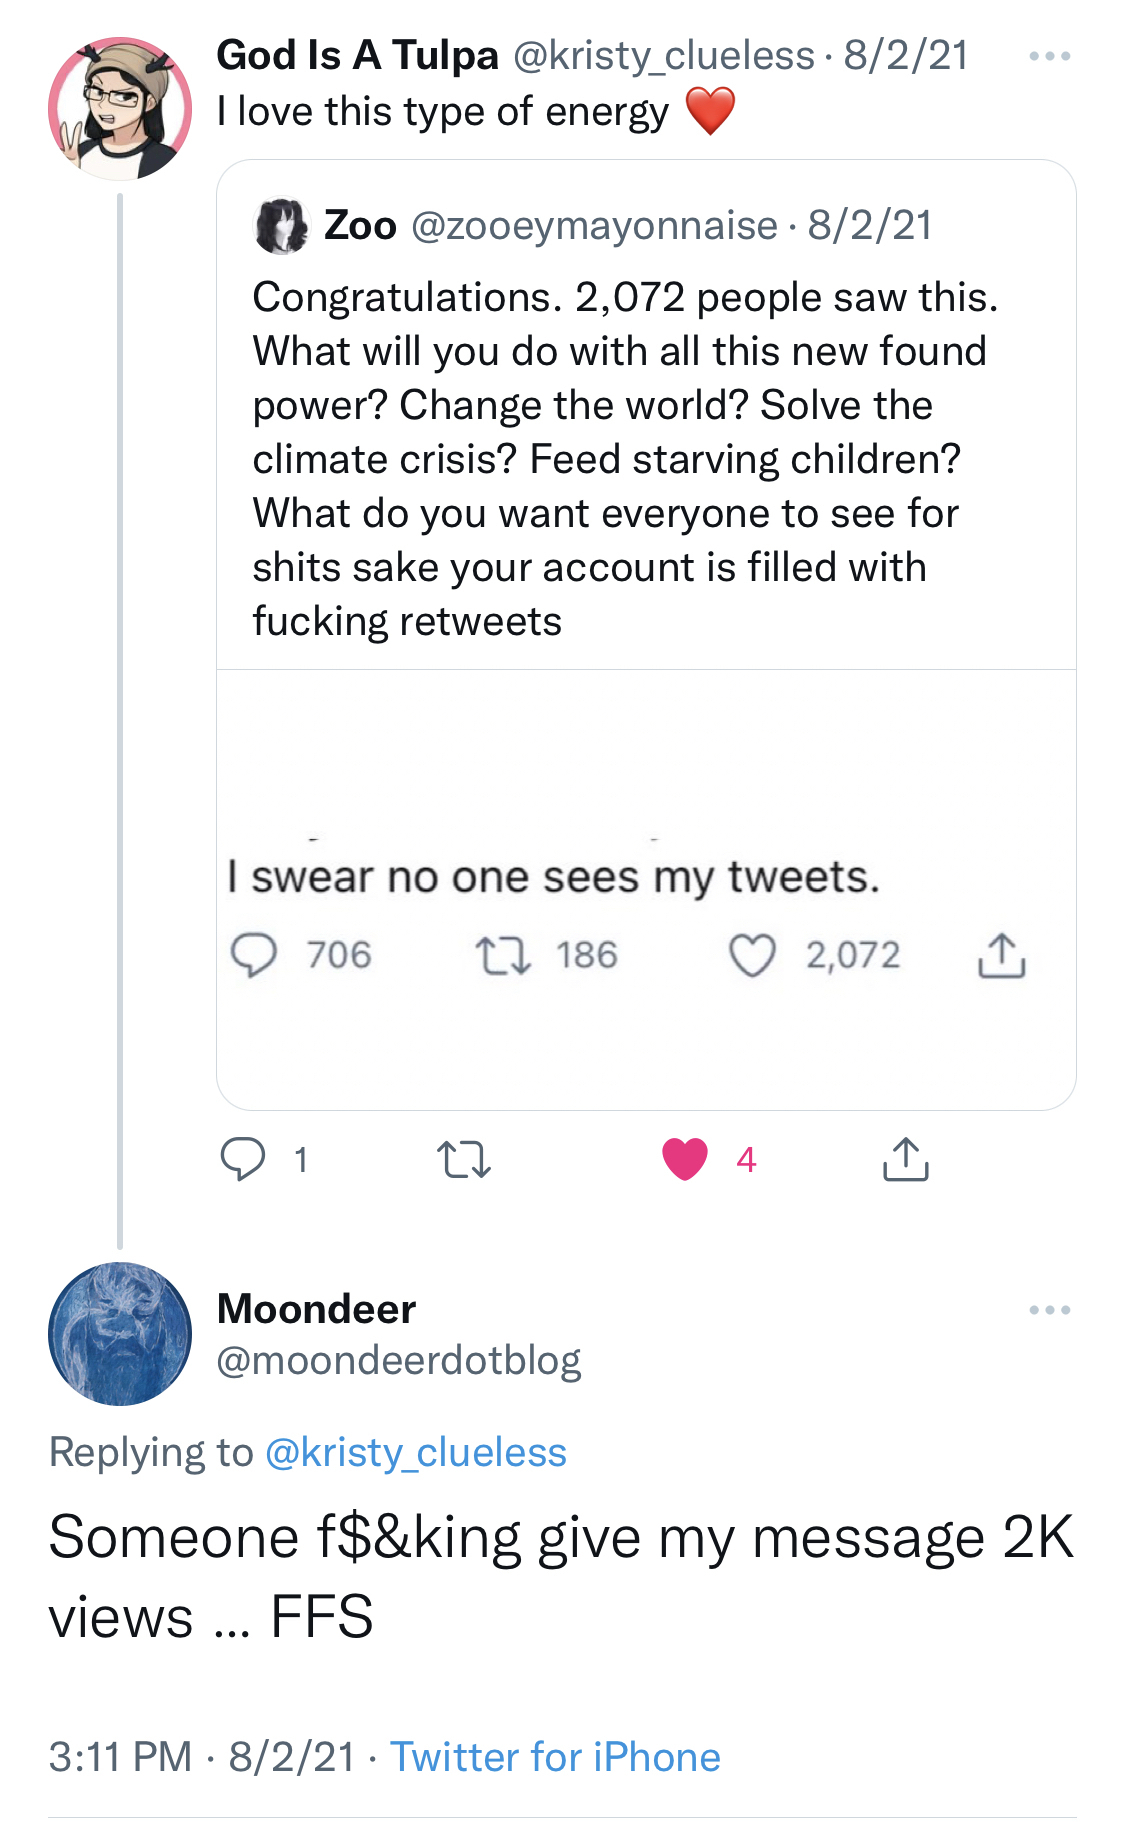 God Is A Tulpa @kristy_clueless · 8/2/21
I love this type of energy ❤️
Zoo @zooeymayonnaise · 8/2/21
Congratulations. 2,072 people saw this.
What will you do with all this new found
power? Change the world? Solve the
climate crisis? Feed starving children?
What do you want everyone to see for
shits sake your account is filled with
fucking retweets
I swear no one sees my tweets.
706 186 2,072
1 4
Moondeer
@moondeerdotblog
Replying to @kristy_clueless
Someone f$&king give my message 2K
views ... FFS
3:11 PM · 8/2/21 · Twitter for iPhone